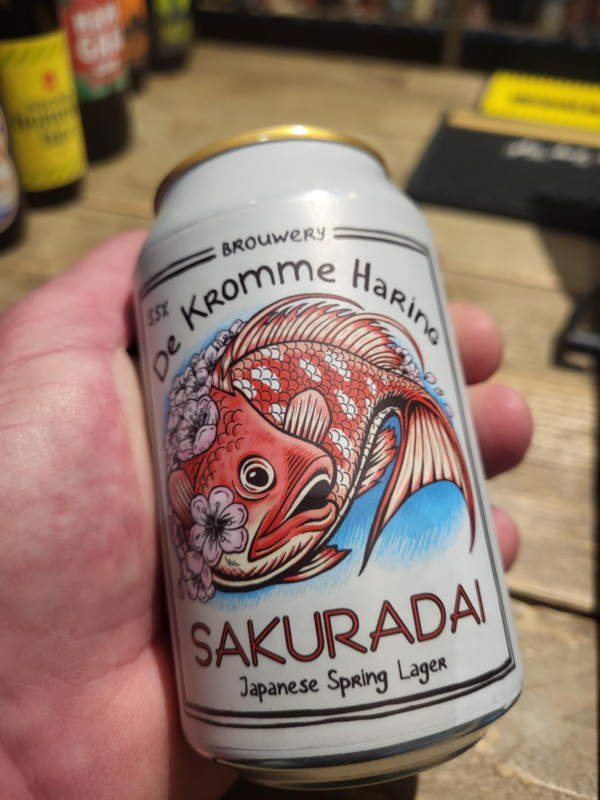 BROUWERY
5.5%
De Kromme Haring
SAKURADAI
Japanese Spring Lager